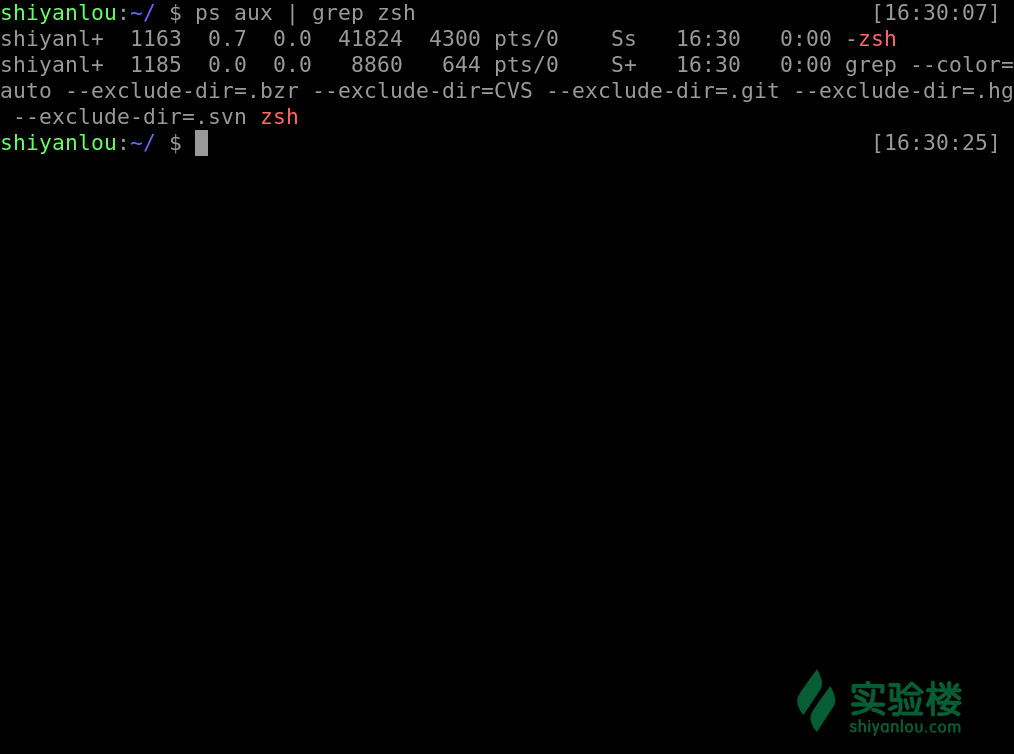 shiyanlou:~/ $ ps aux | grep zsh [16:30:07]
shiyanl+  1163  0.7  0.0  41824  4300 pts/0    Ss   16:30   0:00 -zsh
shiyanl+  1185  0.0  0.0   8860   644 pts/0    S+   16:30   0:00 grep --color=
auto --exclude-dir=.bzr --exclude-dir=CVS --exclude-dir=.git --exclude-dir=.hg
 --exclude-dir=.svn zsh
shiyanlou:~/ $ [16:30:25]
实验楼
shiyanlou.com